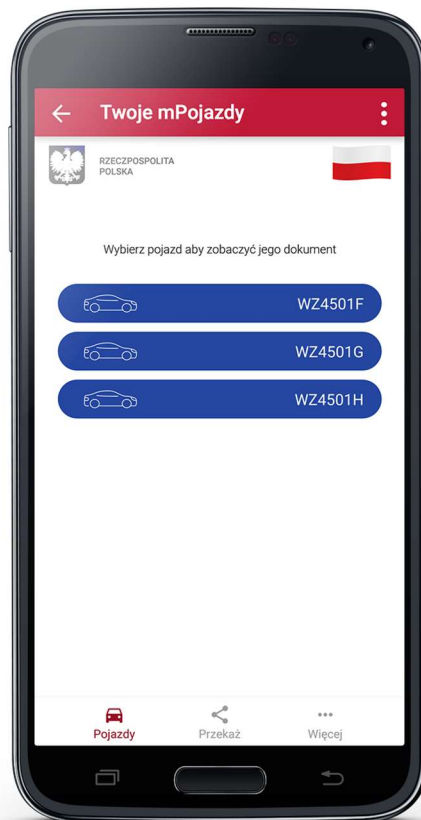 Twoje mPojazdy
RZECZPOSPOLITA
POLSKA
Wybierz pojazd aby zobaczyć jego dokument
WZ4501F
WZ4501G
WZ4501H
Pojazdy
Przekaż
Więcej